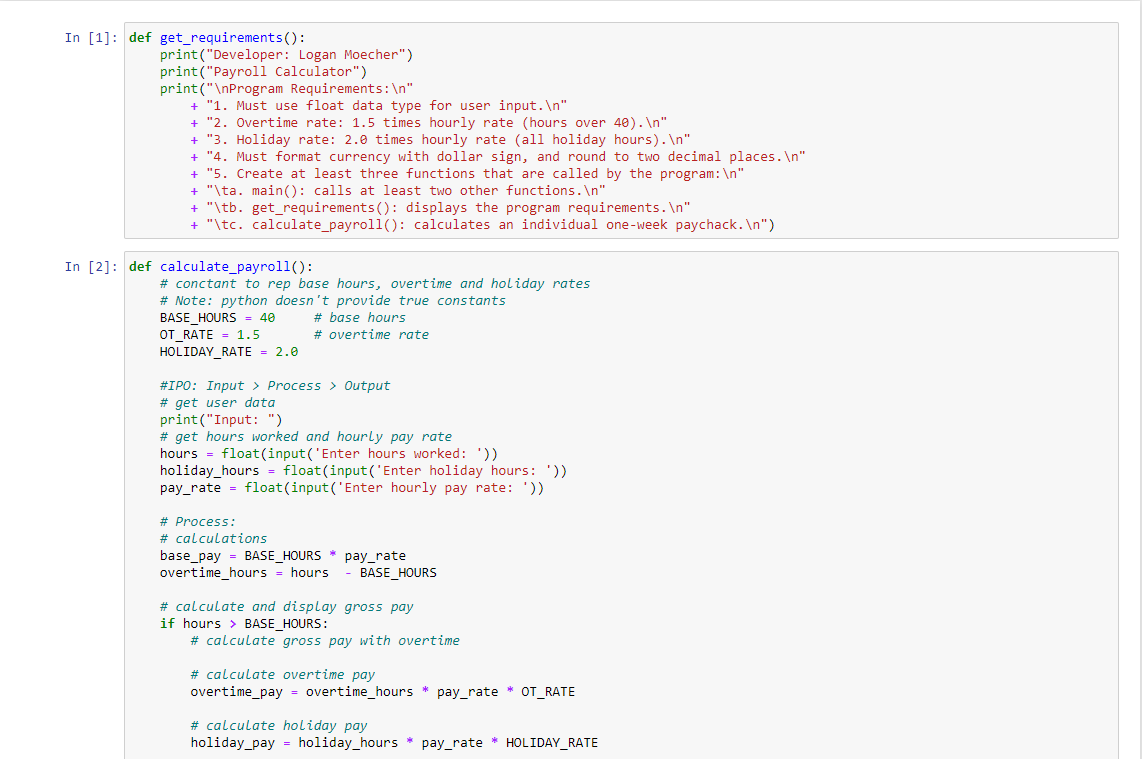 In [1]: def get_requirements():
    print("Developer: Logan Moecher")
    print("Payroll Calculator")
    print("\nProgram Requirements:\n"
        + "1. Must use float data type for user input.\n"
        + "2. Overtime rate: 1.5 times hourly rate (hours over 40).\n"
        + "3. Holiday rate: 2.0 times hourly rate (all holiday hours).\n"
        + "4. Must format currency with dollar sign, and round to two decimal places.\n"
        + "5. Create at least three functions that are called by the program:\n"
        + "\ta. main(): calls at least two other functions.\n"
        + "\tb. get_requirements(): displays the program requirements.\n"
        + "\tc. calculate_payroll(): calculates an individual one-week paychack.\n")
In [2]: def calculate_payroll():
    # conctant to rep base hours, overtime and holiday rates
    # Note: python doesn't provide true constants
    BASE_HOURS = 40     # base hours
    OT_RATE = 1.5       # overtime rate
    HOLIDAY_RATE = 2.0
    #IPO: Input > Process > Output
    # get user data
    print("Input: ")
    # get hours worked and hourly pay rate
    hours = float(input('Enter hours worked: '))
    holiday_hours = float(input('Enter holiday hours: '))
    pay_rate = float(input('Enter hourly pay rate: '))
    # Process:
    # calculations
    base_pay = BASE_HOURS * pay_rate
    overtime_hours = hours  - BASE_HOURS
    # calculate and display gross pay
    if hours > BASE_HOURS:
        # calculate gross pay with overtime
        # calculate overtime pay
        overtime_pay = overtime_hours * pay_rate * OT_RATE
        # calculate holiday pay
        holiday_pay = holiday_hours * pay_rate * HOLIDAY_RATE